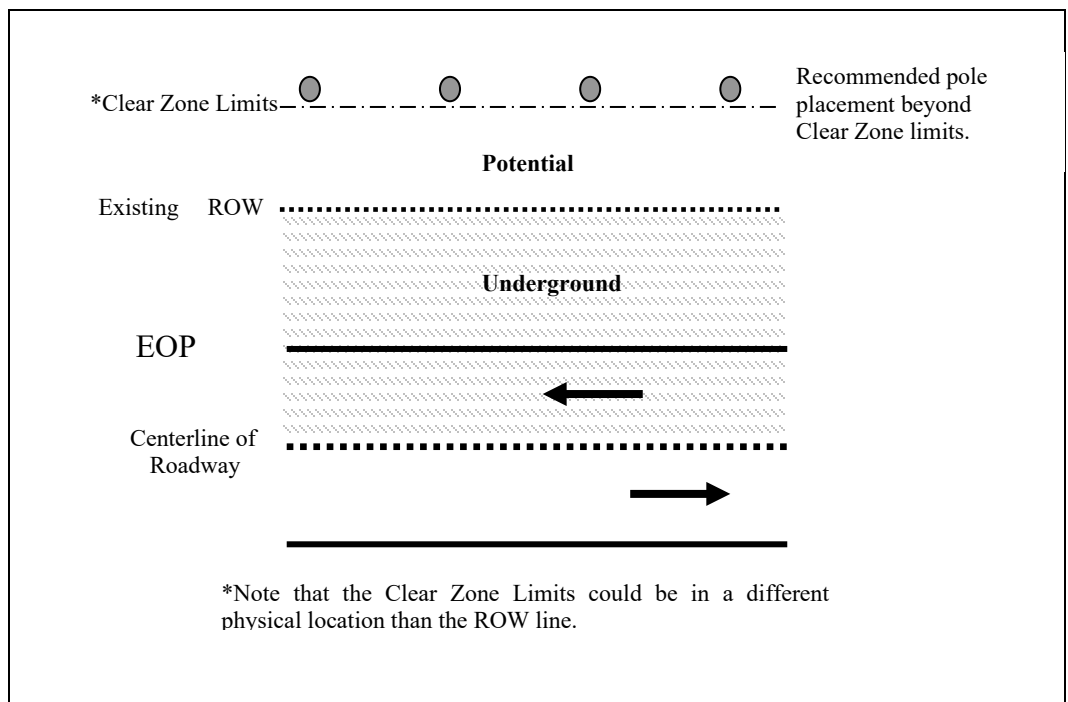 *Clear Zone Limits
Recommended pole
placement beyond
Clear Zone limits.
Potential
Existing ROW
Underground
EOP
Centerline of
Roadway
*Note that the Clear Zone Limits could be in a different
physical location than the ROW line.